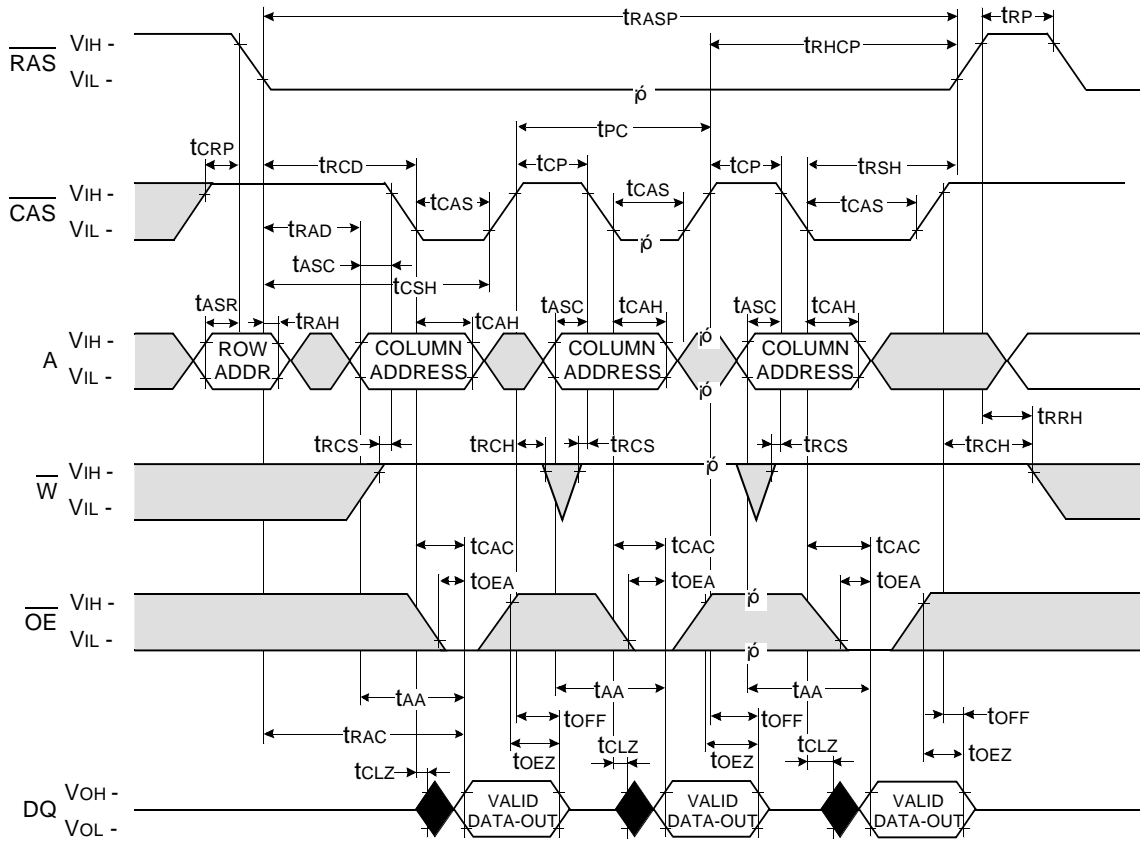 tRASP
tRP
RAS
VIH -
VIL -
tRHCP
¡ó
tPC
tCRP
tRCD
tCP
tCP
tRSH
CAS
VIH -
VIL -
tCAS
tCAS
tCAS
¡ó
tRAD
tASC
tCSH
tASR
tRAH
tCAH
tASC
tCAH
tASC
tCAH
A
VIH -
VIL -
ROW
ADDR
COLUMN
ADDRESS
COLUMN
ADDRESS
¡ó
¡ó
COLUMN
ADDRESS
tRRH
tRCS
tRCH
tRCS
tRCS
tRCH
W
VIH -
VIL -
¡ó
tCAC
tCAC
tCAC
tOEA
tOEA
tOEA
OE
VIH -
VIL -
¡ó
¡ó
tAA
tAA
tAA
tOFF
tOFF
tOFF
tRAC
tCLZ
tOEZ
tCLZ
tOEZ
tCLZ
tOEZ
DQ
VOH -
VOL -
VALID
DATA-OUT
VALID
DATA-OUT
VALID
DATA-OUT